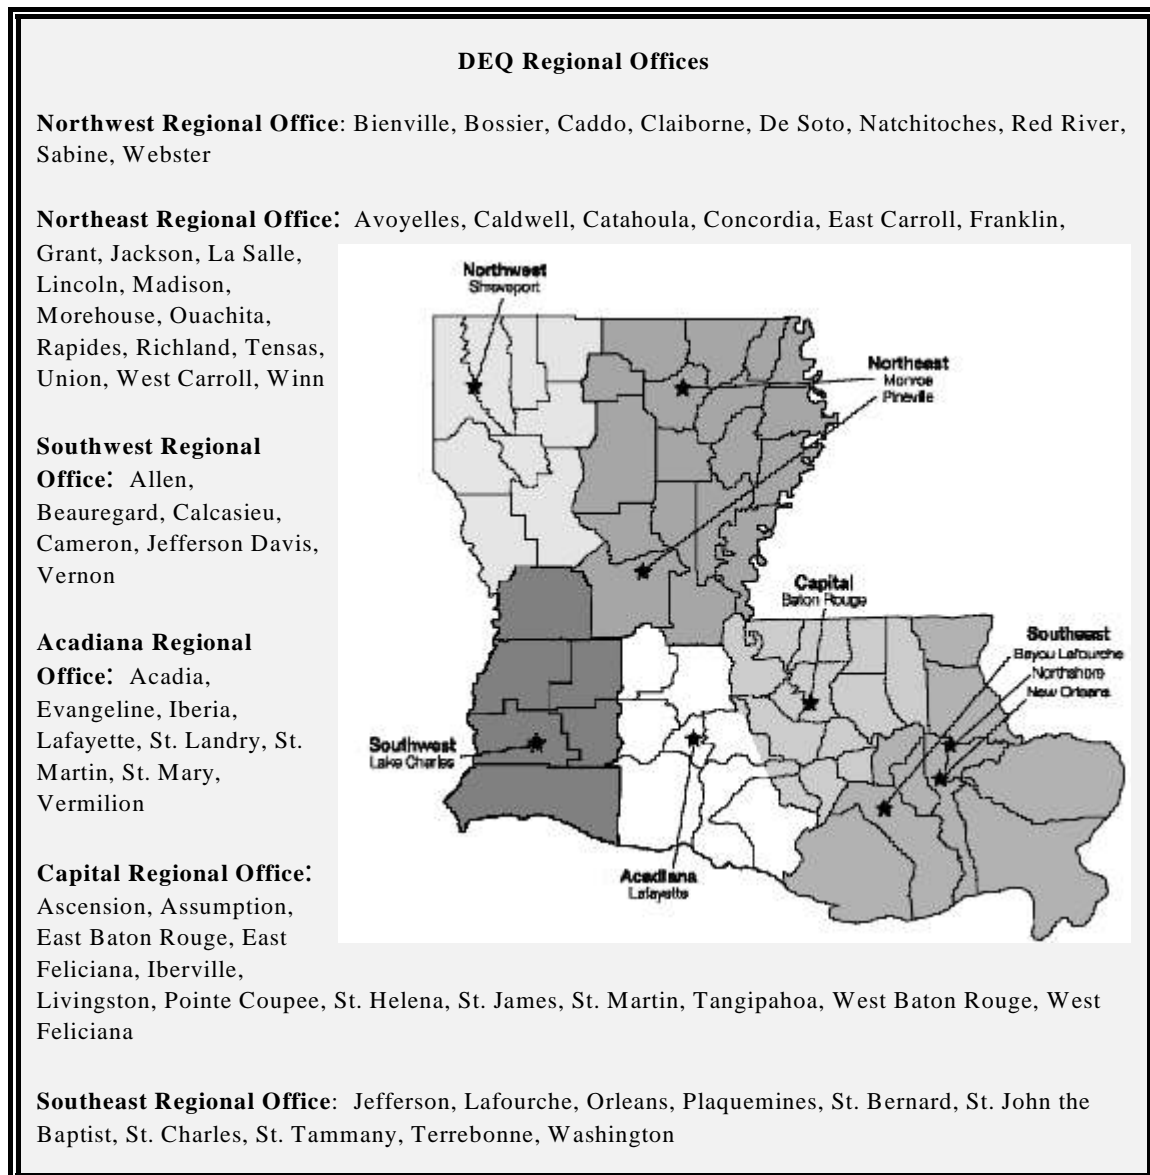 DEQ Regional Offices
Northwest Regional Office: Bienville, Bossier, Caddo, Claiborne, De Soto, Natchitoches, Red River,
Sabine, Webster
Northeast Regional Office: Avoyelles, Caldwell, Catahoula, Concordia, East Carroll, Franklin,
Grant, Jackson, La Salle,
Lincoln, Madison,
Morehouse, Ouachita,
Rapides, Richland, Tensas,
Union, West Carroll, Winn
Southwest Regional
Office: Allen,
Beauregard, Calcasieu,
Cameron, Jefferson Davis,
Vernon
Acadiana Regional
Office: Acadia,
Evangeline, Iberia,
Lafayette, St. Landry, St.
Martin, St. Mary,
Vermilion
Capital Regional Office:
Ascension, Assumption,
East Baton Rouge, East
Feliciana, Iberville,
Livingston, Pointe Coupee, St. Helena, St. James, St. Martin, Tangipahoa, West Baton Rouge, West
Feliciana
Southeast Regional Office: Jefferson, Lafourche, Orleans, Plaquemines, St. Bernard, St. John the
Baptist, St. Charles, St. Tammany, Terrebonne, Washington
Northwest
Shreveport
Northeast
Monroe
Pineville
Capital
Baton Rouge
Southeast
Bayou Lafourche
Northshore
New Orleans
Southwest
Lake Charles
Acadiana
Lafayette